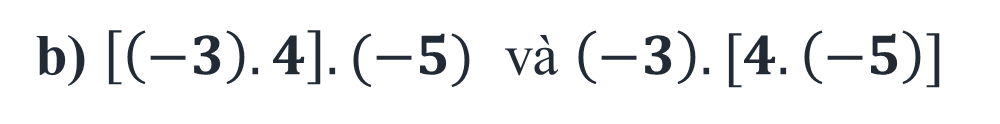 b) [(−3). 4]. (−5) và (−3). [4. (−5)]